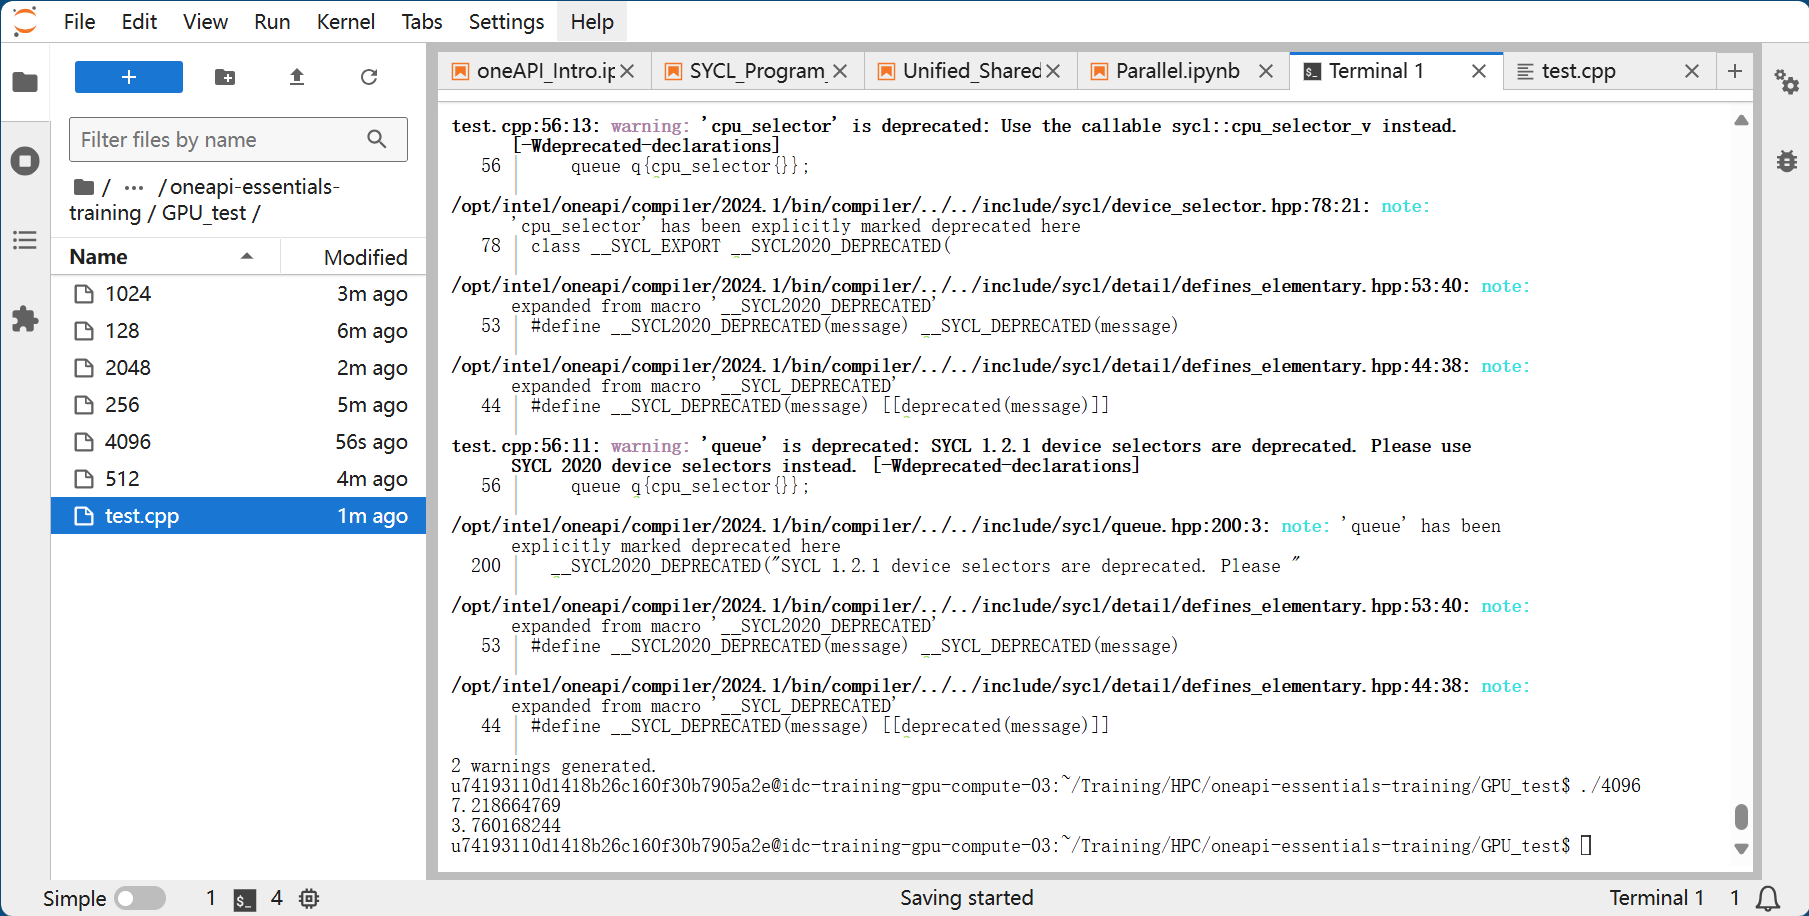 File Edit View Run Kernel Tabs Settings Help
+
Filter files by name
/ ··· / oneapi-essentials-
training / GPU_test /
Name Modified
1024 3m ago
128 6m ago
2048 2m ago
256 5m ago
4096 56s ago
512 4m ago
test.cpp 1m ago
oneAPI_Intro.ip SYCL_Program_ Unified_Shared Parallel.ipynb Terminal 1 test.cpp +
test.cpp:56:13: warning: 'cpu_selector' is deprecated: Use the callable sycl::cpu_selector_v instead.
[-Wdeprecated-declarations]
56 | queue q{cpu_selector{}};
/opt/intel/oneapi/compiler/2024.1/bin/compiler/../../include/sycl/device_selector.hpp:78:21: note:
'cpu_selector' has been explicitly marked deprecated here
78 | class __SYCL_EXPORT __SYCL2020_DEPRECATED(
/opt/intel/oneapi/compiler/2024.1/bin/compiler/../../include/sycl/detail/defines_elementary.hpp:53:40: note:
expanded from macro '__SYCL2020_DEPRECATED'
53 | #define __SYCL2020_DEPRECATED(message) __SYCL_DEPRECATED(message)
/opt/intel/oneapi/compiler/2024.1/bin/compiler/../../include/sycl/detail/defines_elementary.hpp:44:38: note:
expanded from macro '__SYCL_DEPRECATED'
44 | #define __SYCL_DEPRECATED(message) [[deprecated(message)]]
test.cpp:56:11: warning: 'queue' is deprecated: SYCL 1.2.1 device selectors are deprecated. Please use
SYCL 2020 device selectors instead. [-Wdeprecated-declarations]
56 | queue q{cpu_selector{}};
/opt/intel/oneapi/compiler/2024.1/bin/compiler/../../include/sycl/queue.hpp:200:3: note: 'queue' has been
explicitly marked deprecated here
200 | __SYCL2020_DEPRECATED("SYCL 1.2.1 device selectors are deprecated. Please "
/opt/intel/oneapi/compiler/2024.1/bin/compiler/../../include/sycl/detail/defines_elementary.hpp:53:40: note:
expanded from macro '__SYCL2020_DEPRECATED'
53 | #define __SYCL2020_DEPRECATED(message) __SYCL_DEPRECATED(message)
/opt/intel/oneapi/compiler/2024.1/bin/compiler/../../include/sycl/detail/defines_elementary.hpp:44:38: note:
expanded from macro '__SYCL_DEPRECATED'
44 | #define __SYCL_DEPRECATED(message) [[deprecated(message)]]
2 warnings generated.
u74193110d1418b26c160f30b7905a2e@idc-training-gpu-compute-03:~/Training/HPC/oneapi-essentials-training/GPU_test$ ./4096
7.218664769
3.760168244
u74193110d1418b26c160f30b7905a2e@idc-training-gpu-compute-03:~/Training/HPC/oneapi-essentials-training/GPU_test$
Simple 1 $_ 4 Saving started Terminal 1 1